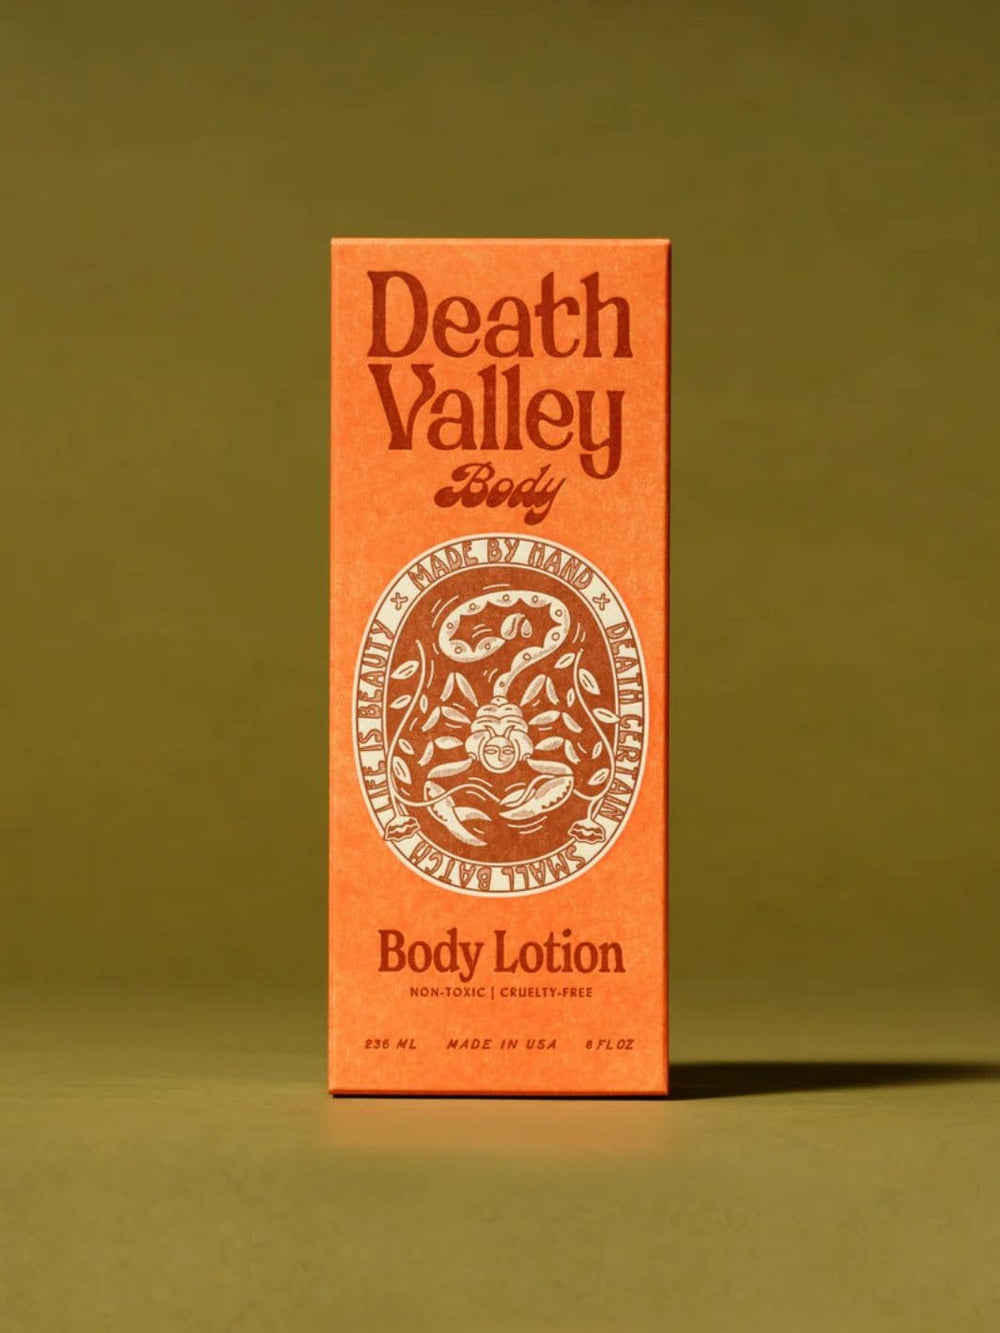 Death
Valley
Body
MADE BY HAND × DEATH CERTAIN
SMALL BATCH
LIFE IS BEAUTY ×
Body Lotion
NON-TOXIC | CRUELTY-FREE
236 ML MADE IN USA 8 FL OZ